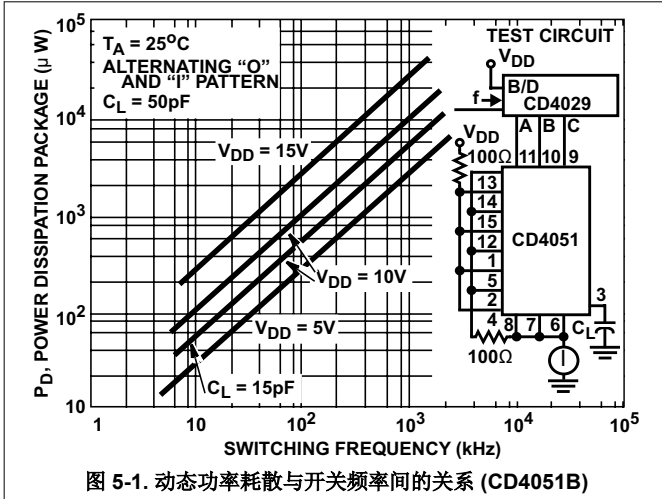 P_D, POWER DISSIPATION PACKAGE (μ W)
10⁵
10⁴
10³
10²
10
T_A = 25°C
ALTERNATING “O”
AND “I” PATTERN
C_L = 50pF
V_DD = 15V
V_DD = 10V
V_DD = 5V
C_L = 15pF
TEST CIRCUIT
V_DD
B/D
f
CD4029
A B C
V_DD
100Ω
11 10 9
13
14
15
12
1
5
2
4
CD4051
3
8 7 6
C_L
100Ω
I
1 10 10² 10³ 10⁴ 10⁵
SWITCHING FREQUENCY (kHz)
图 5-1. 动态功率耗散与开关频率间的关系 (CD4051B)